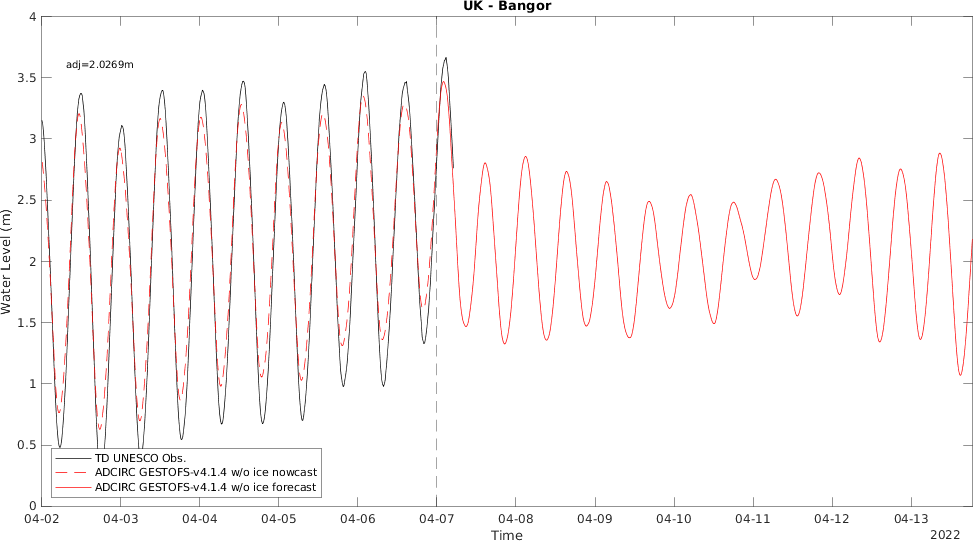 UK - Bangor
4
3.5
3
2.5
2
1.5
1
0.5
0
Water Level (m)
adj=2.0269m
TD UNESCO Obs.
ADCIRC GESTOFS-v4.1.4 w/o ice nowcast
ADCIRC GESTOFS-v4.1.4 w/o ice forecast
04-02 04-03 04-04 04-05 04-06 04-07 04-08 04-09 04-10 04-11 04-12 04-13
Time
2022